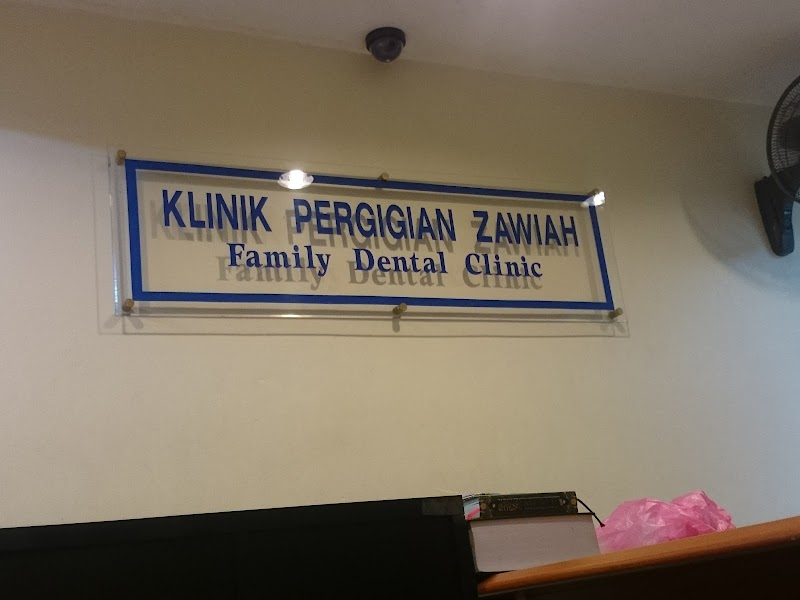 KLINIK PERGIGIAN ZAWIAH
Family Dental Clinic